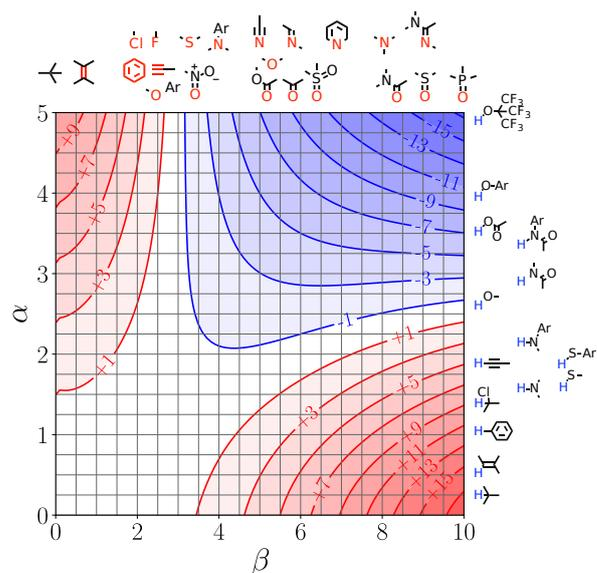 Cl F S Ar N N N N N N N
O Ar N+ O− O O O O O S O O N O S O P O
5
4
3
2
1
0
α
0 2 4 6 8 10
β
+9
+7
+5
+3
+1
-15
-13
-11
-9
-7
-5
-3
-1
+1
+3
+5
+7
+9
+11
+13
+15
H O CF3 CF3 CF3
H O-Ar
H O O
Ar
H N O
H N O
H O
H-N Ar
H
H S-Ar
H S
H-N
Cl
H
H
H
H